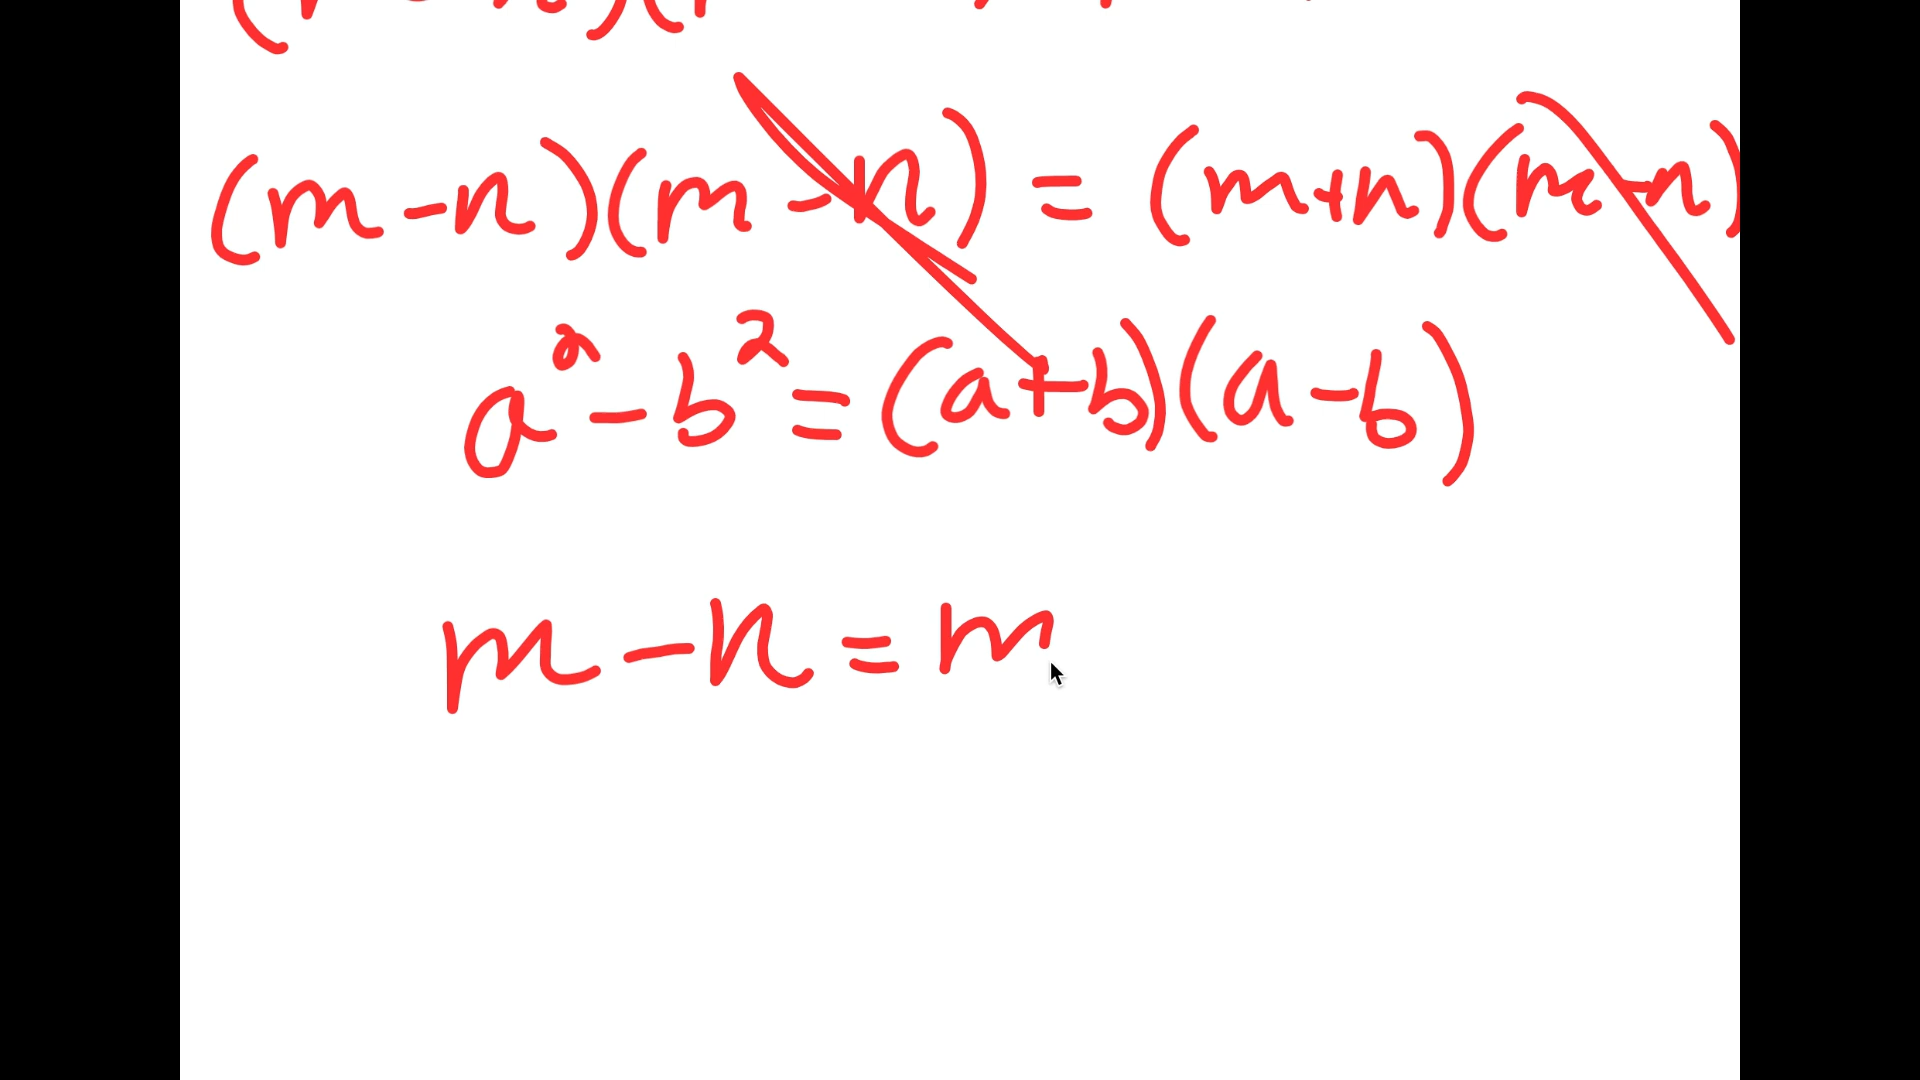 (m-n)(m-n) = (m+n)(m-n)
a²-b²=(a+b)(a-b)
m-n=m